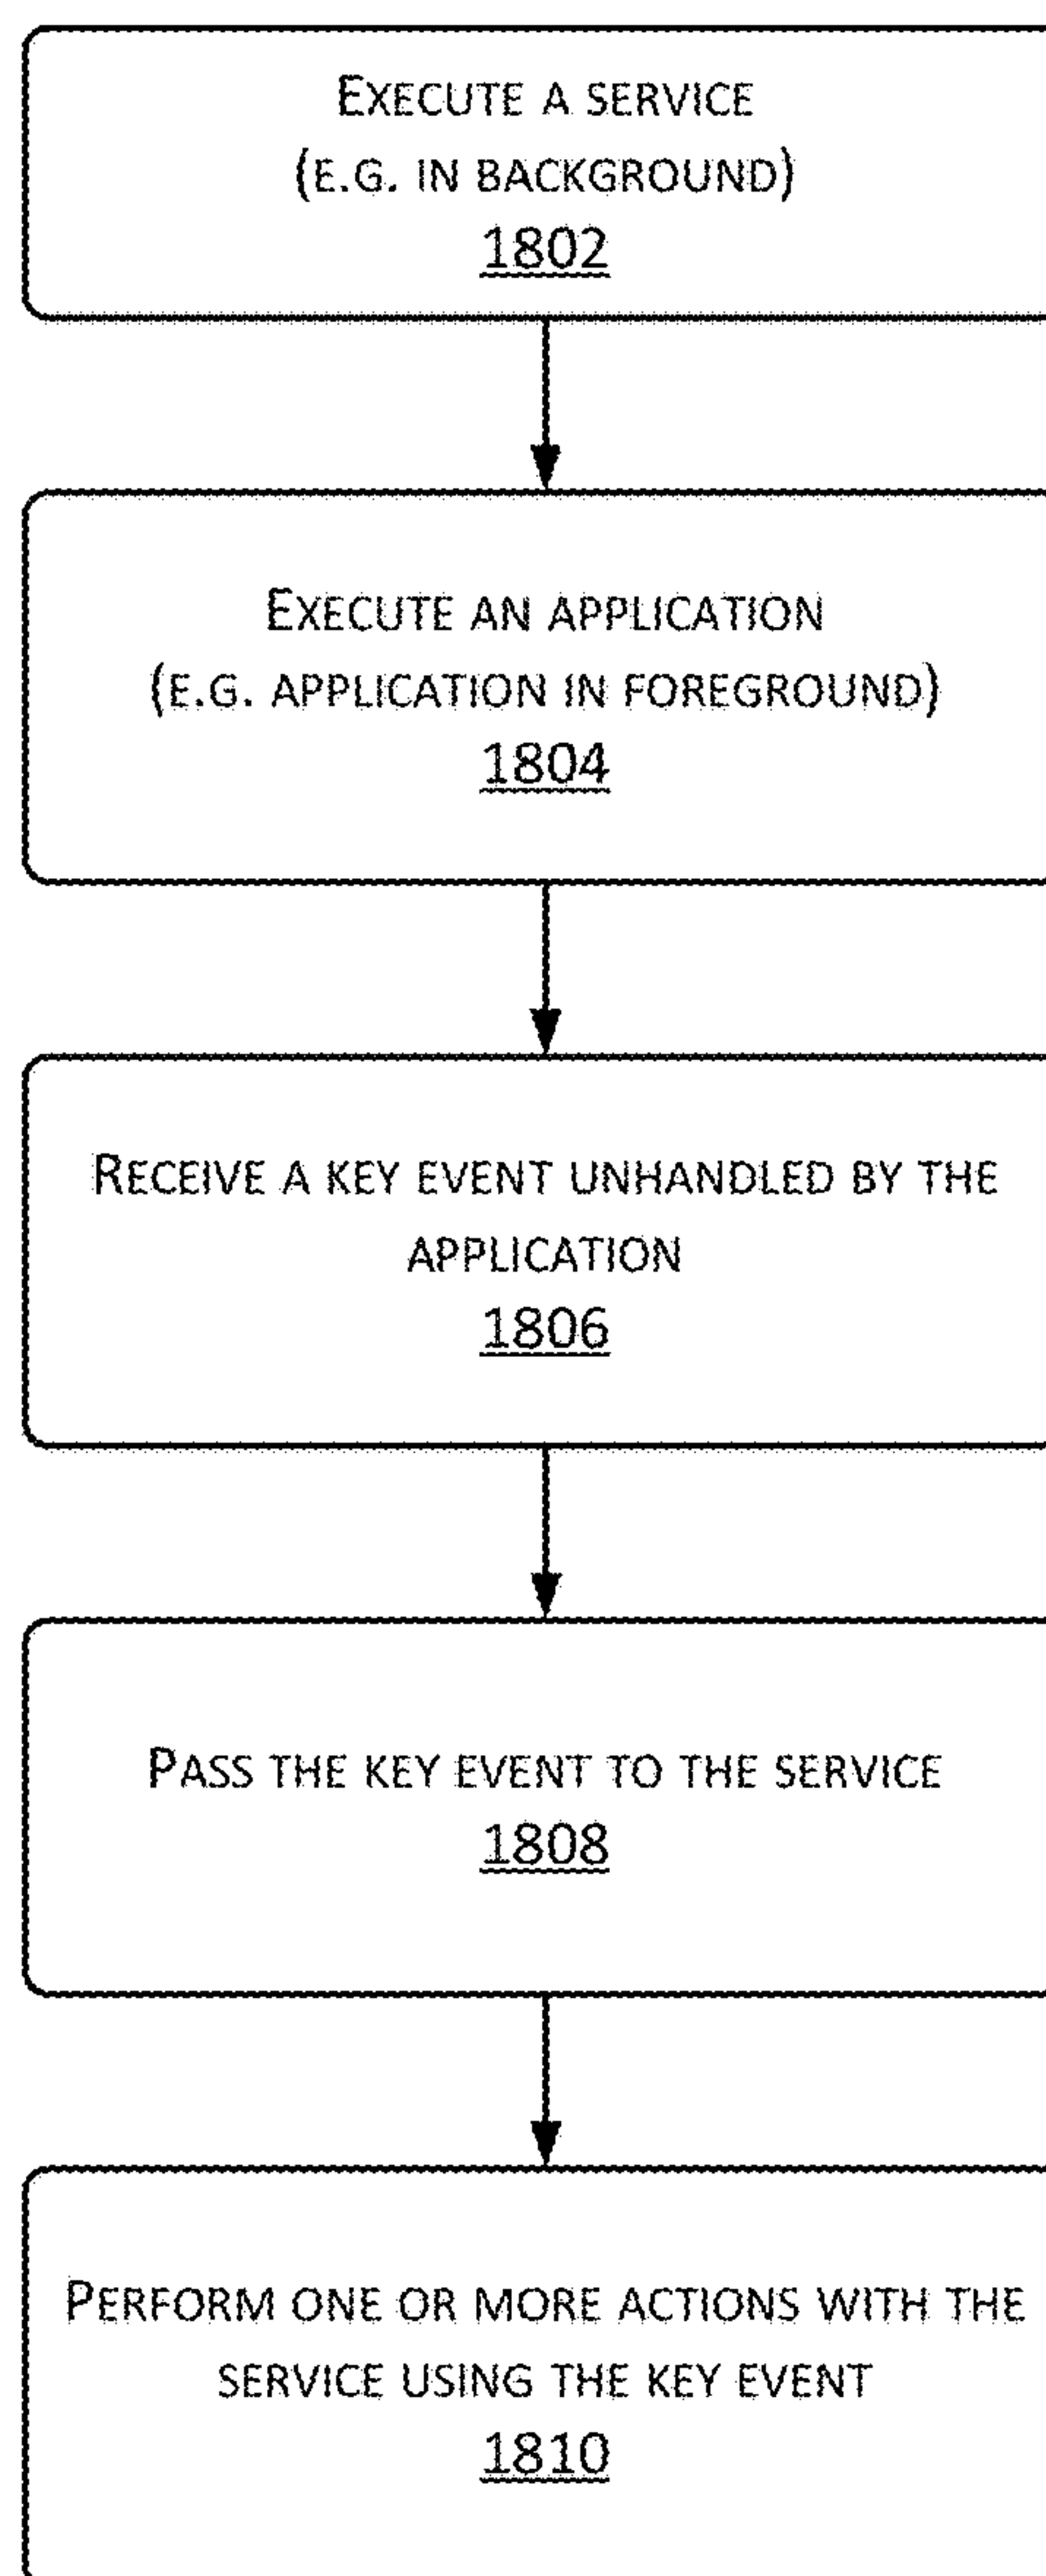 EXECUTE A SERVICE
(E.G. IN BACKGROUND)
1802
EXECUTE AN APPLICATION
(E.G. APPLICATION IN FOREGROUND)
1804
RECEIVE A KEY EVENT UNHANDLED BY THE
APPLICATION
1806
PASS THE KEY EVENT TO THE SERVICE
1808
PERFORM ONE OR MORE ACTIONS WITH THE
SERVICE USING THE KEY EVENT
1810